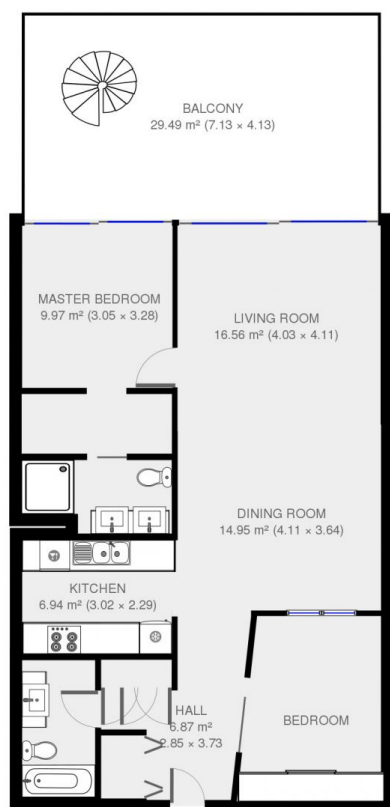 BALCONY
29.49 m² (7.13 × 4.13)
MASTER BEDROOM
9.97 m² (3.05 × 3.28)
LIVING ROOM
16.56 m² (4.03 × 4.11)
DINING ROOM
14.95 m² (4.11 × 3.64)
KITCHEN
6.94 m² (3.02 × 2.29)
HALL
6.87 m²
2.85 × 3.73
BEDROOM